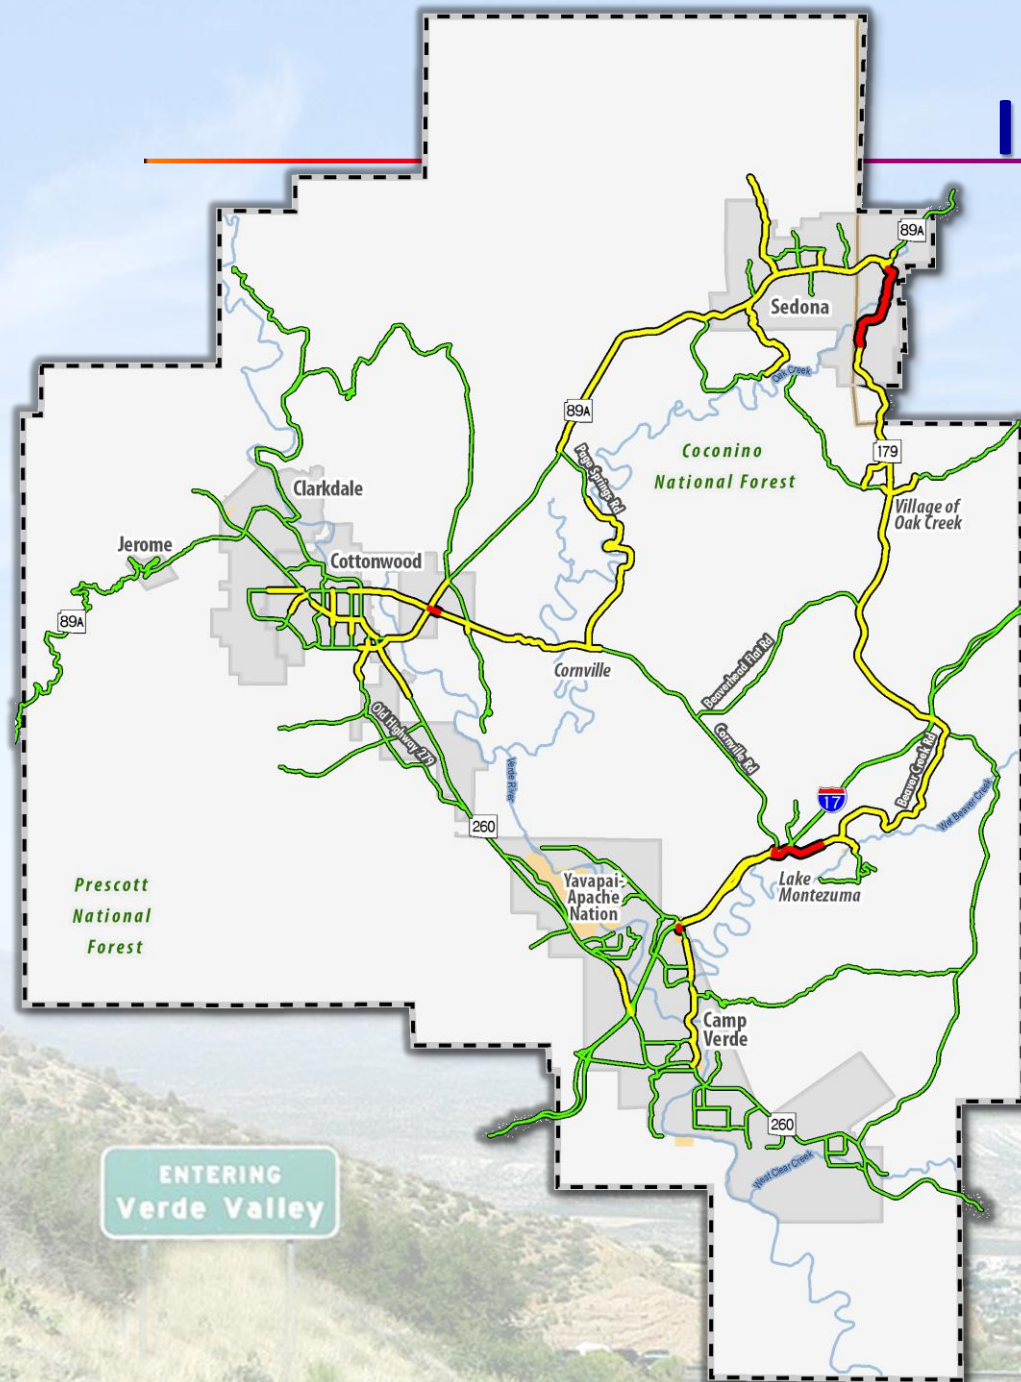 I
89A
Sedona
Oak Creek
89A
Page Springs Rd
Coconino
National Forest
179
Village of
Oak Creek
Clarkdale
Jerome
Cottonwood
89A
Cornville
Beaverhead Flat Rd
Cornville Rd
Old Highway 279
Verde River
17
Beaver Creek Rd
Wet Beaver Creek
260
Lake
Montezuma
Yavapai-
Apache
Nation
Prescott
National
Forest
Camp
Verde
260
West Clear Creek
ENTERING
Verde Valley